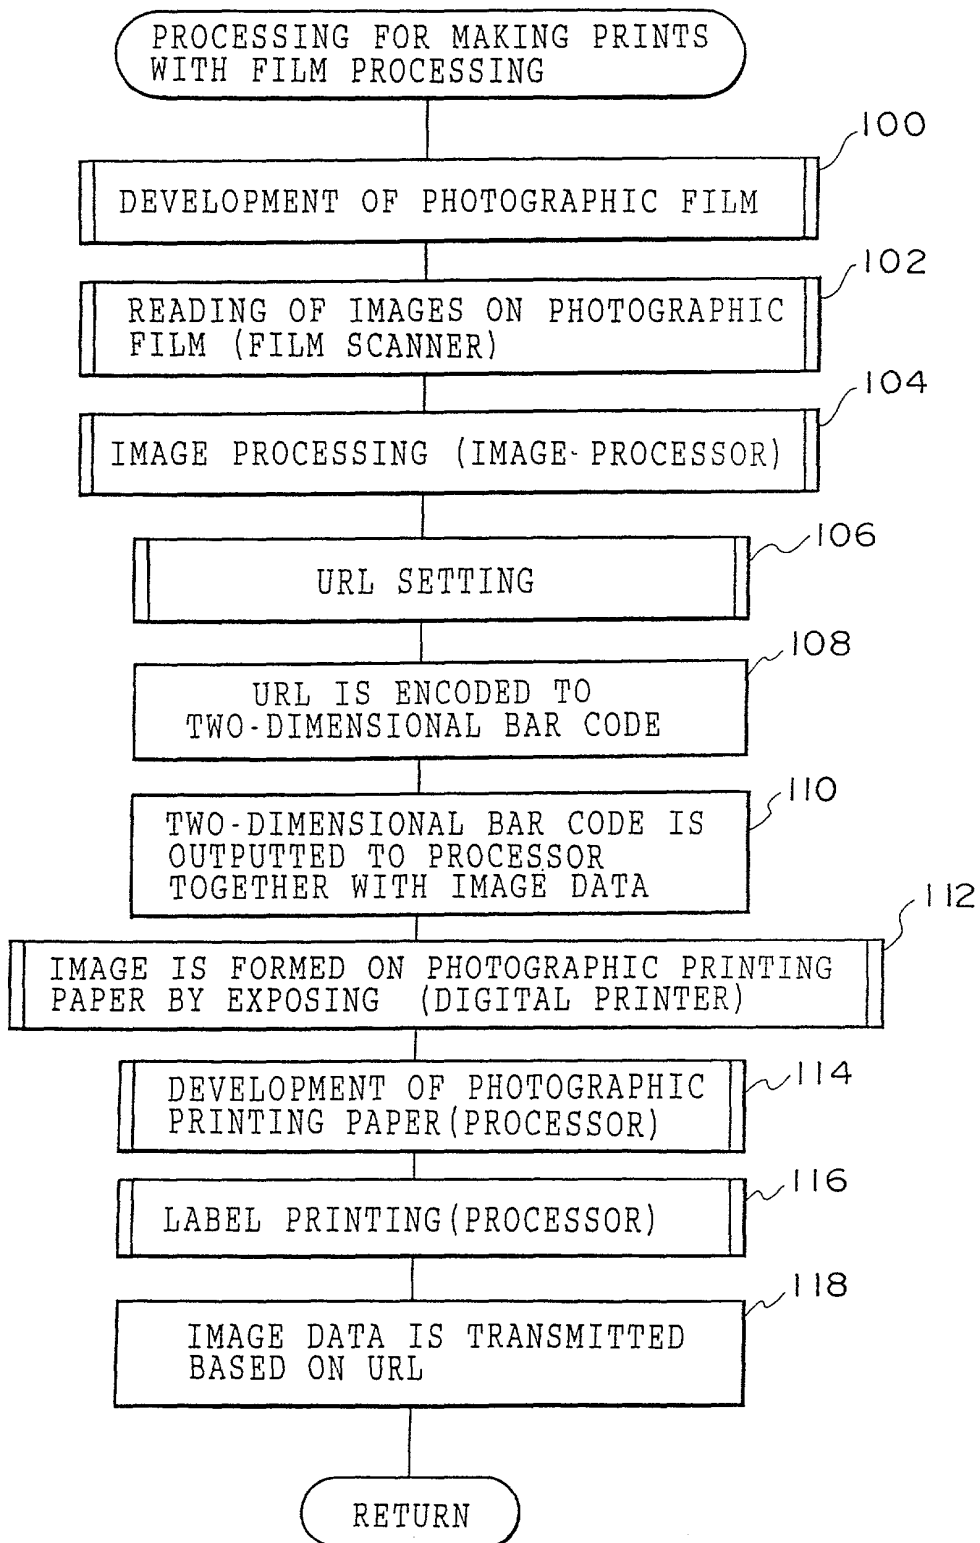 PROCESSING FOR MAKING PRINTS
WITH FILM PROCESSING
100
DEVELOPMENT OF PHOTOGRAPHIC FILM
102
READING OF IMAGES ON PHOTOGRAPHIC
FILM (FILM SCANNER)
104
IMAGE PROCESSING (IMAGE-PROCESSOR)
106
URL SETTING
108
URL IS ENCODED TO
TWO-DIMENSIONAL BAR CODE
110
TWO-DIMENSIONAL BAR CODE IS
OUTPUTTED TO PROCESSOR
TOGETHER WITH IMAGE DATA
112
IMAGE IS FORMED ON PHOTOGRAPHIC PRINTING
PAPER BY EXPOSING (DIGITAL PRINTER)
114
DEVELOPMENT OF PHOTOGRAPHIC
PRINTING PAPER(PROCESSOR)
116
LABEL PRINTING(PROCESSOR)
118
IMAGE DATA IS TRANSMITTED
BASED ON URL
RETURN